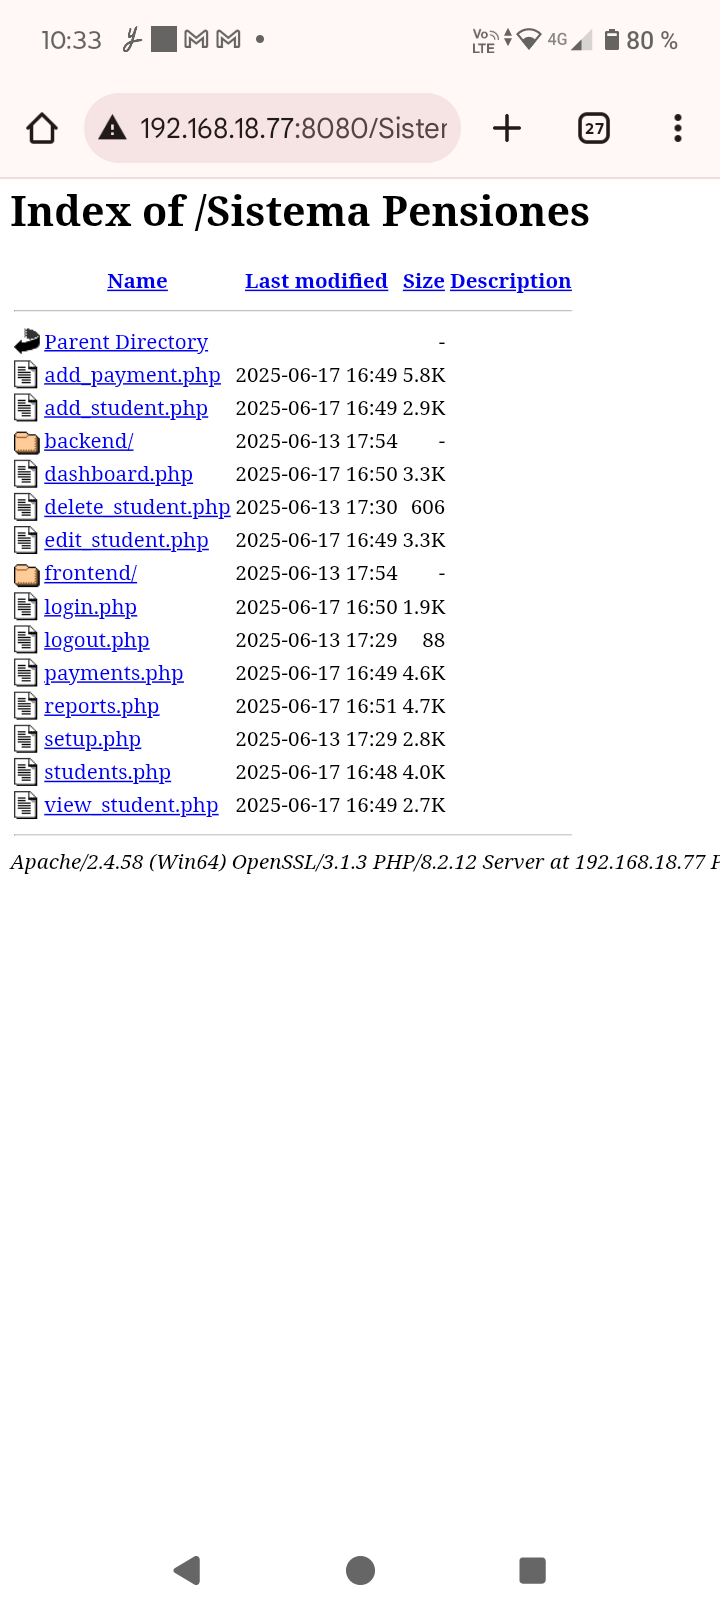 10:33 Vo LTE 4G 80 %
192.168.18.77:8080/Sister 27
Index of /Sistema Pensiones
Name Last modified Size Description
Parent Directory -
add_payment.php 2025-06-17 16:49 5.8K
add_student.php 2025-06-17 16:49 2.9K
backend/ 2025-06-13 17:54 -
dashboard.php 2025-06-17 16:50 3.3K
delete_student.php 2025-06-13 17:30 606
edit_student.php 2025-06-17 16:49 3.3K
frontend/ 2025-06-13 17:54 -
login.php 2025-06-17 16:50 1.9K
logout.php 2025-06-13 17:29 88
payments.php 2025-06-17 16:49 4.6K
reports.php 2025-06-17 16:51 4.7K
setup.php 2025-06-13 17:29 2.8K
students.php 2025-06-17 16:48 4.0K
view_student.php 2025-06-17 16:49 2.7K
Apache/2.4.58 (Win64) OpenSSL/3.1.3 PHP/8.2.12 Server at 192.168.18.77 P